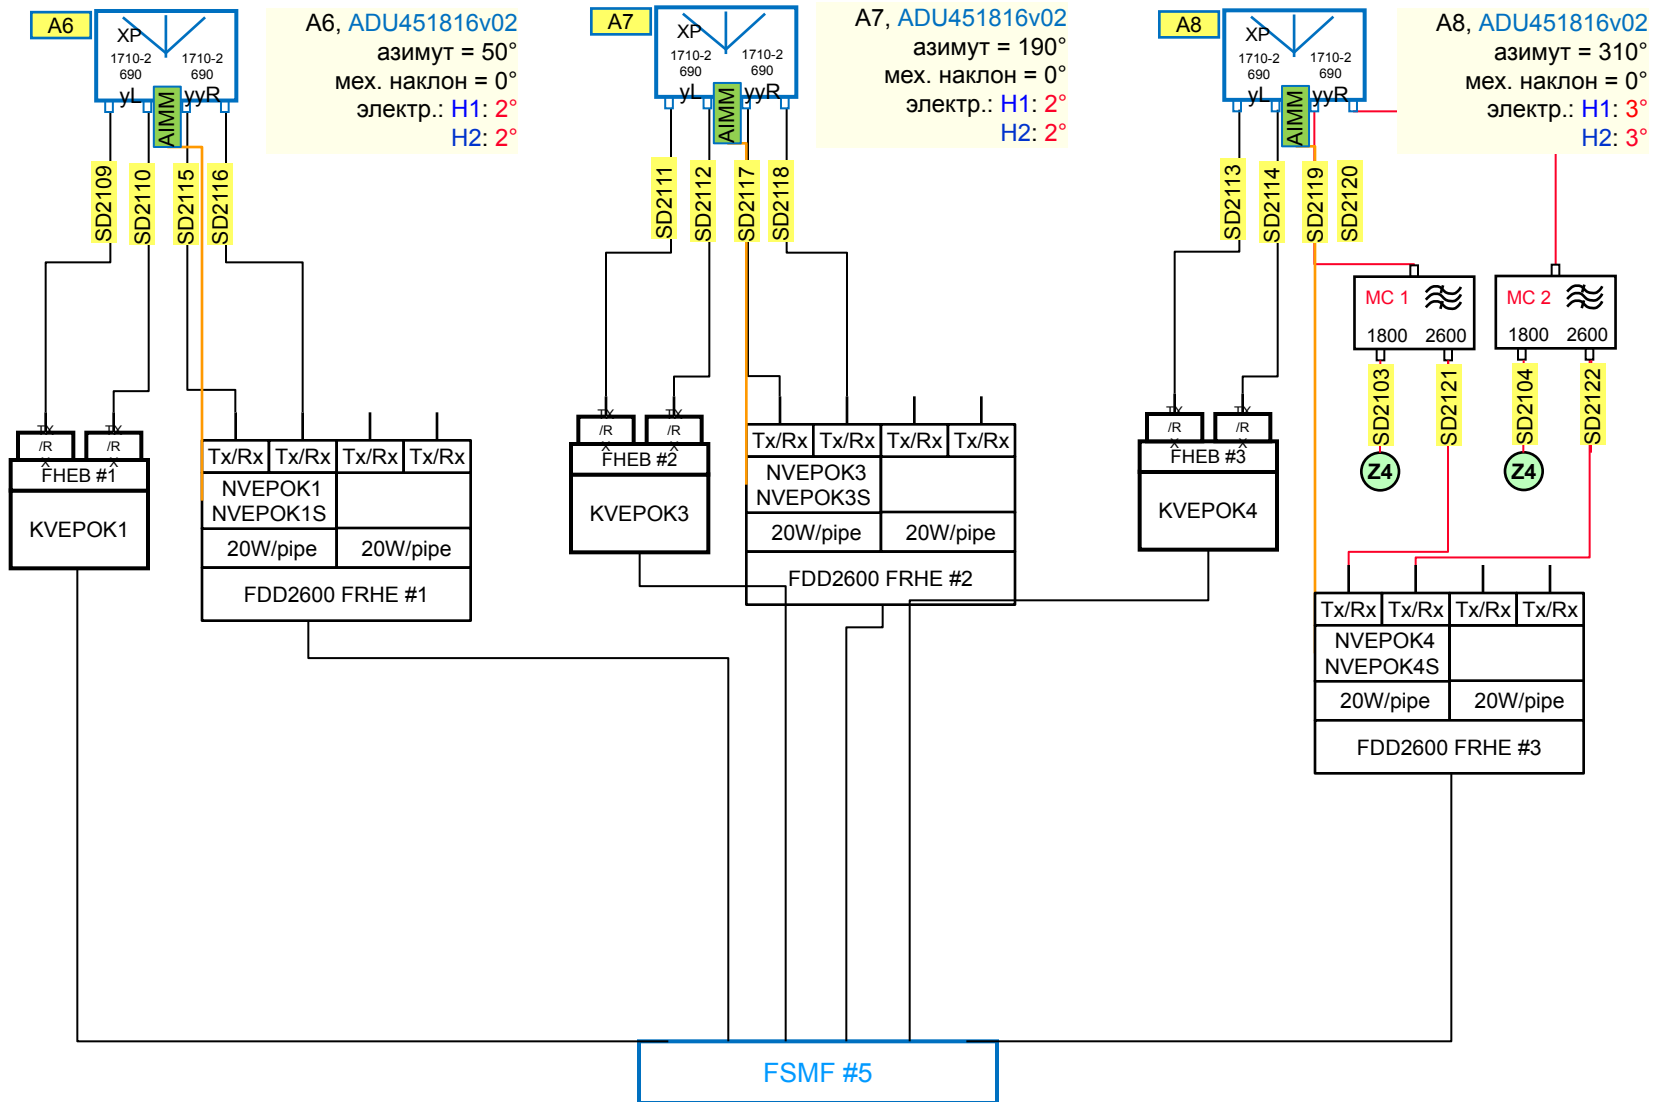 A6
XP
1710-2
690
1710-2
690
yL
yyR
AIMM
A6, ADU451816v02
азимут = 50°
мех. наклон = 0°
электр.: H1: 2°
H2: 2°
SD2109
SD2110
SD2115
SD2116
TX
/R
X
TX
/R
X
FHEB #1
KVEPOK1
Tx/Rx Tx/Rx Tx/Rx Tx/Rx
NVEPOK1
NVEPOK1S
20W/pipe 20W/pipe
FDD2600 FRHE #1
A7
XP
1710-2
690
1710-2
690
yL
yyR
AIMM
A7, ADU451816v02
азимут = 190°
мех. наклон = 0°
электр.: H1: 2°
H2: 2°
SD2111
SD2112
SD2117
SD2118
TX
/R
X
TX
/R
X
FHEB #2
KVEPOK3
Tx/Rx Tx/Rx Tx/Rx Tx/Rx
NVEPOK3
NVEPOK3S
20W/pipe 20W/pipe
FDD2600 FRHE #2
A8
XP
1710-2
690
1710-2
690
yL
yyR
AIMM
A8, ADU451816v02
азимут = 310°
мех. наклон = 0°
электр.: H1: 3°
H2: 3°
SD2113
SD2114
SD2119
SD2120
MC 1
1800 2600
MC 2
1800 2600
SD2103
SD2121
SD2104
SD2122
Z4
Z4
TX
/R
X
TX
/R
X
FHEB #3
KVEPOK4
Tx/Rx Tx/Rx Tx/Rx Tx/Rx
NVEPOK4
NVEPOK4S
20W/pipe 20W/pipe
FDD2600 FRHE #3
FSMF #5